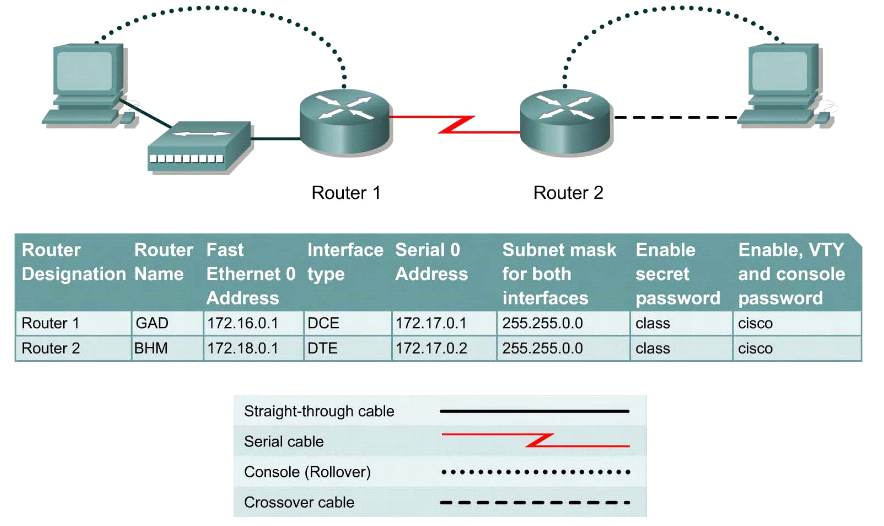 Router 1
Router 2
Router Designation Router Name Fast Ethernet 0 Address Interface type Serial 0 Address Subnet mask for both interfaces Enable secret password Enable, VTY and console password
Router 1 GAD 172.16.0.1 DCE 172.17.0.1 255.255.0.0 class cisco
Router 2 BHM 172.18.0.1 DTE 172.17.0.2 255.255.0.0 class cisco
Straight-through cable
Serial cable
Console (Rollover)
Crossover cable